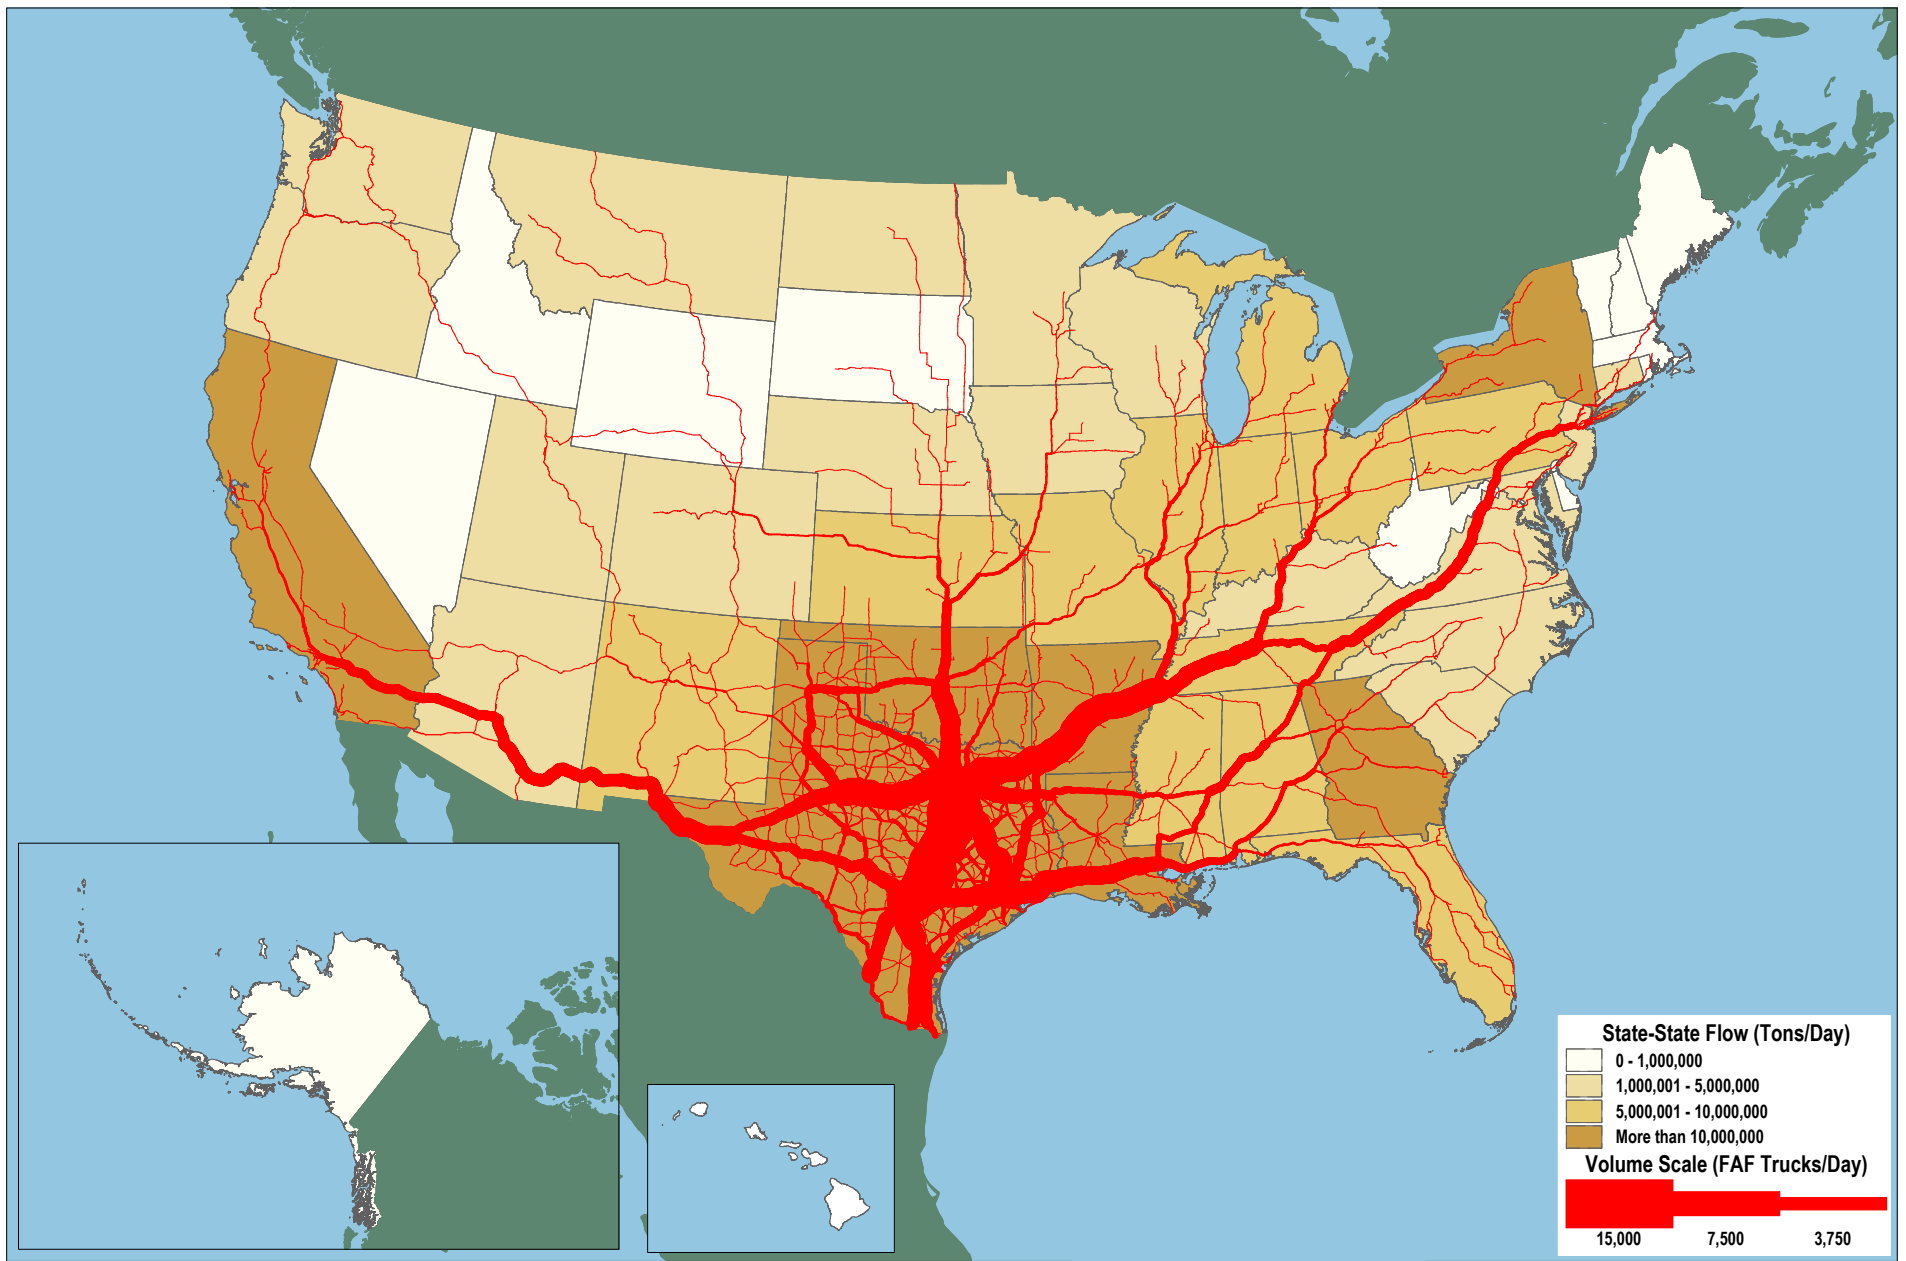 State-State Flow (Tons/Day)
0 - 1,000,000
1,000,001 - 5,000,000
5,000,001 - 10,000,000
More than 10,000,000
Volume Scale (FAF Trucks/Day)
15,000 7,500 3,750